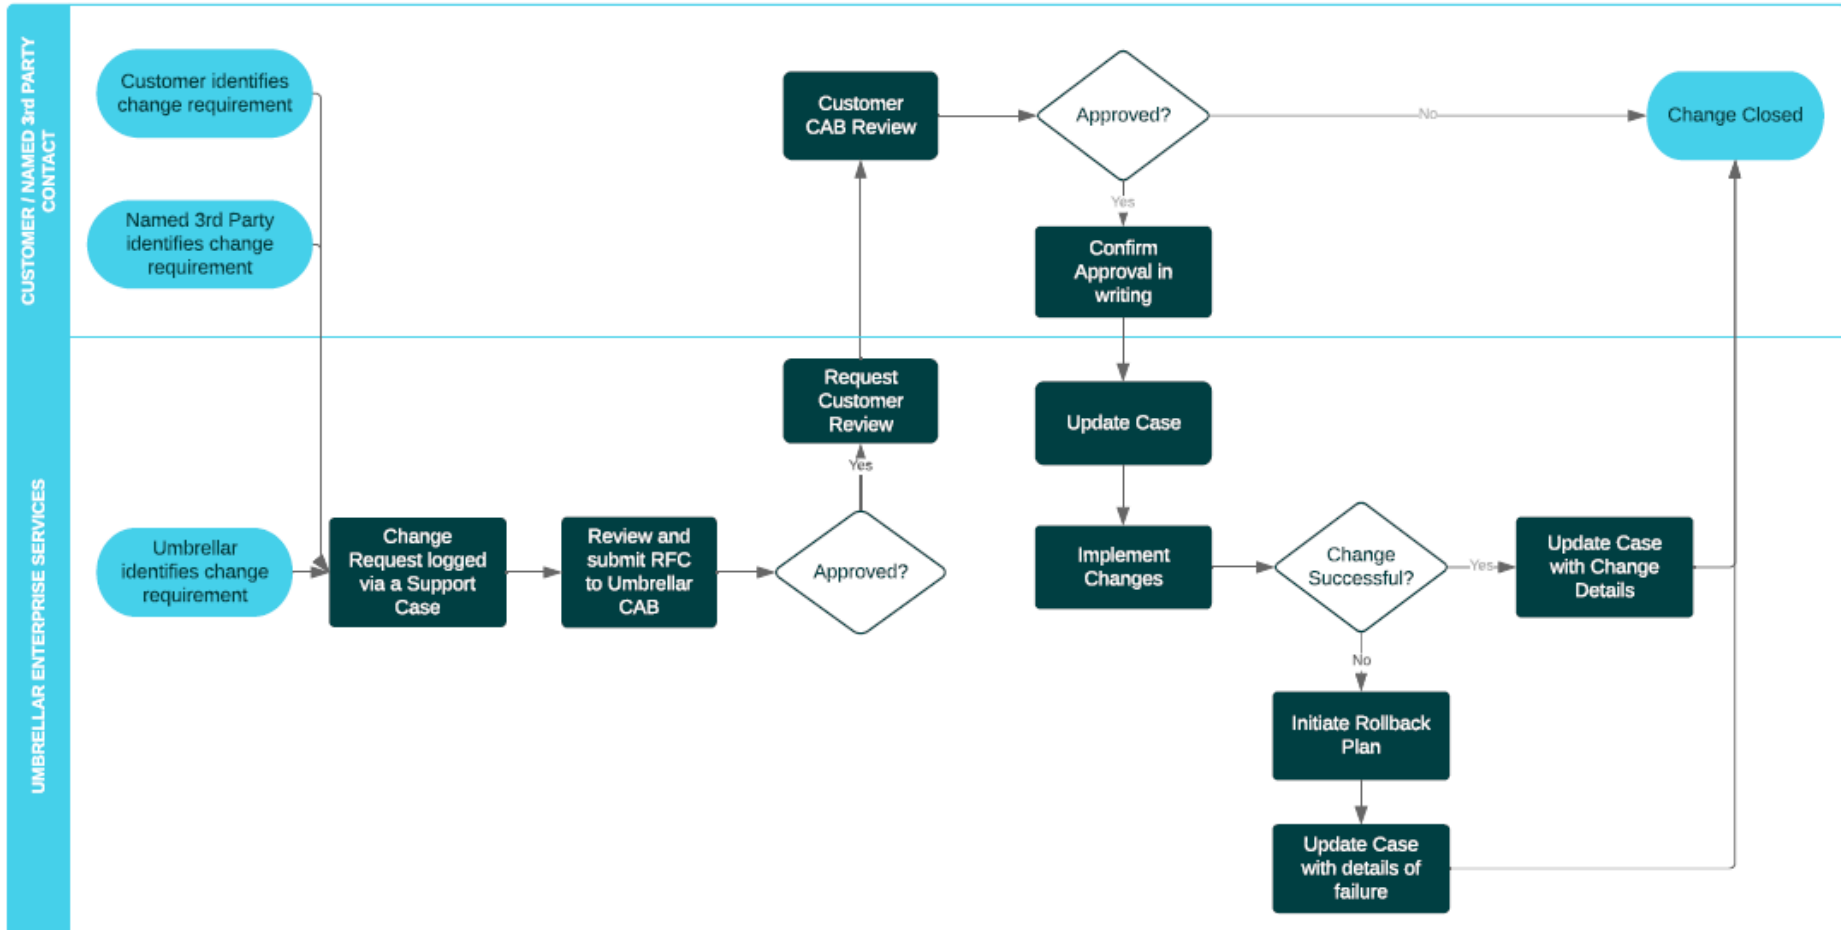 CUSTOMER / NAMED 3rd PARTY
CONTACT
Customer identifies
change requirement
Named 3rd Party
identifies change
requirement
Customer
CAB Review
Approved?
No
Change Closed
Yes
Confirm
Approval in
writing
UMBRELLAR ENTERPRISE SERVICES
Umbrellar
identifies change
requirement
Change
Request logged
via a Support
Case
Review and
submit RFC
to Umbrellar
CAB
Approved?
Yes
Request
Customer
Review
Update Case
Implement
Changes
Change
Successful?
Yes
Update Case
with Change
Details
No
Initiate Rollback
Plan
Update Case
with details of
failure